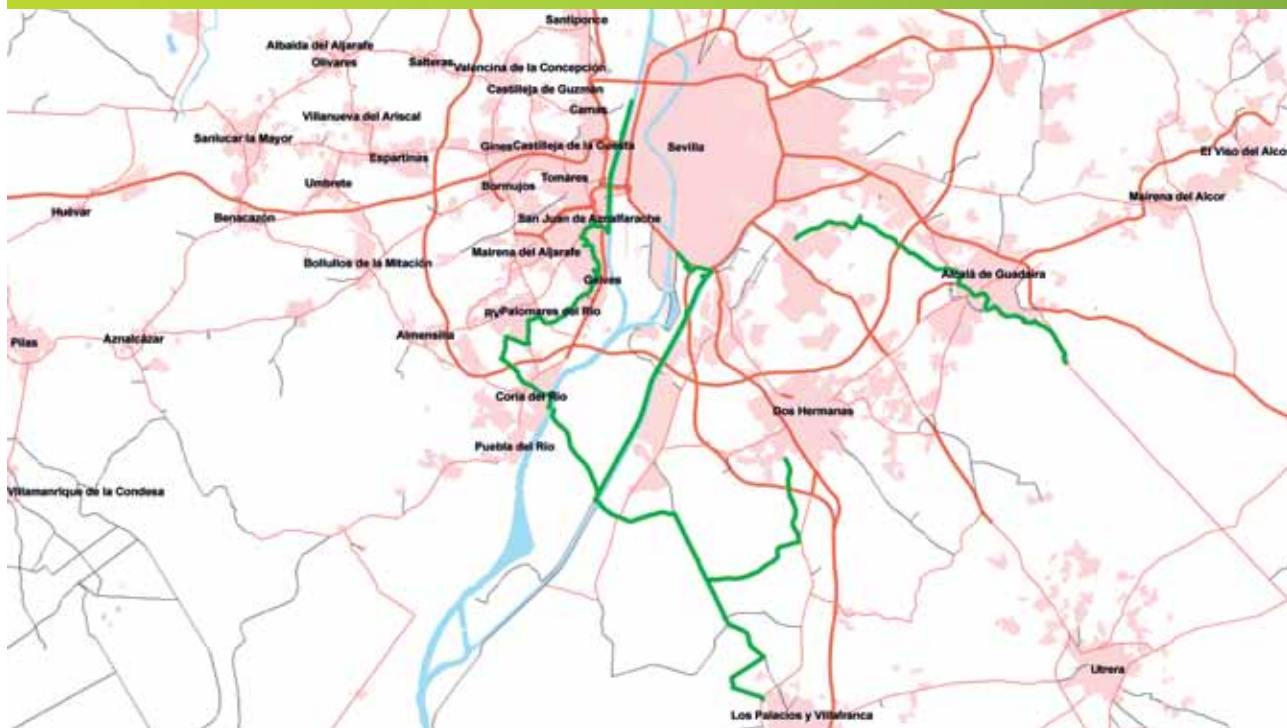 Santiponce
Albaida del Aljarafe
Olivares
Salteras
Valencina de la Concepción
Castilleja de Guzmán
Camas
Villanueva del Ariscal
Sanlucar la Mayor
Gines
Castilleja de la Cuesta
Sevilla
Espartinas
El Viso del Alcor
Tomares
Umbrete
Bormujos
Mairena del Alcor
Huévar
Benacazón
San Juan de Aznalfarache
Mairena del Aljarafe
Bollullos de la Mitación
Alcalá de Guadaira
Gelves
Palomares del Río
Almensilla
Aznalcázar
Pilas
Coria del Río
Dos Hermanas
Puebla del Río
Villamanrique de la Condesa
Utrera
Los Palacios y Villafranca